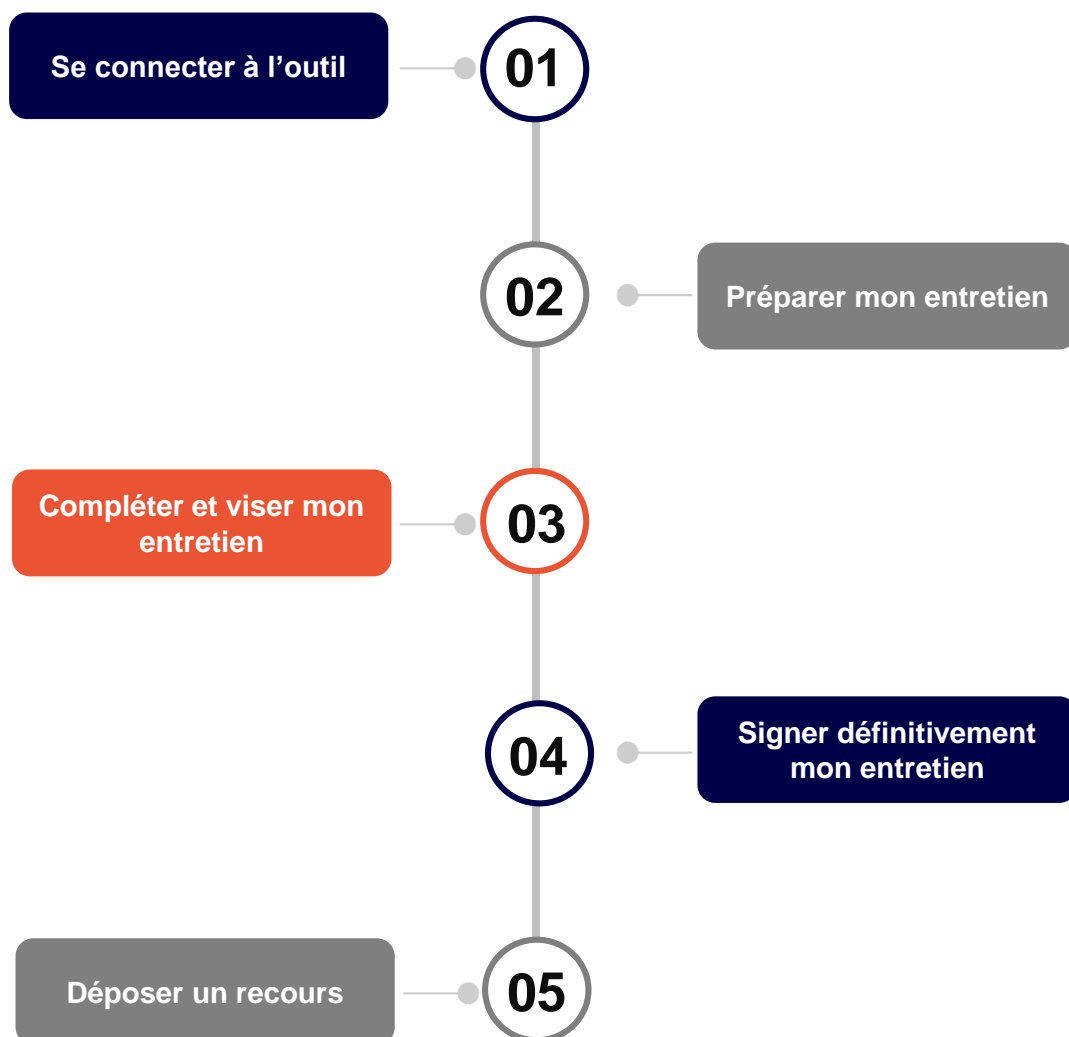 Se connecter à l’outil
01
02
Préparer mon entretien
Compléter et viser mon
entretien
03
04
Signer définitivement
mon entretien
Déposer un recours
05